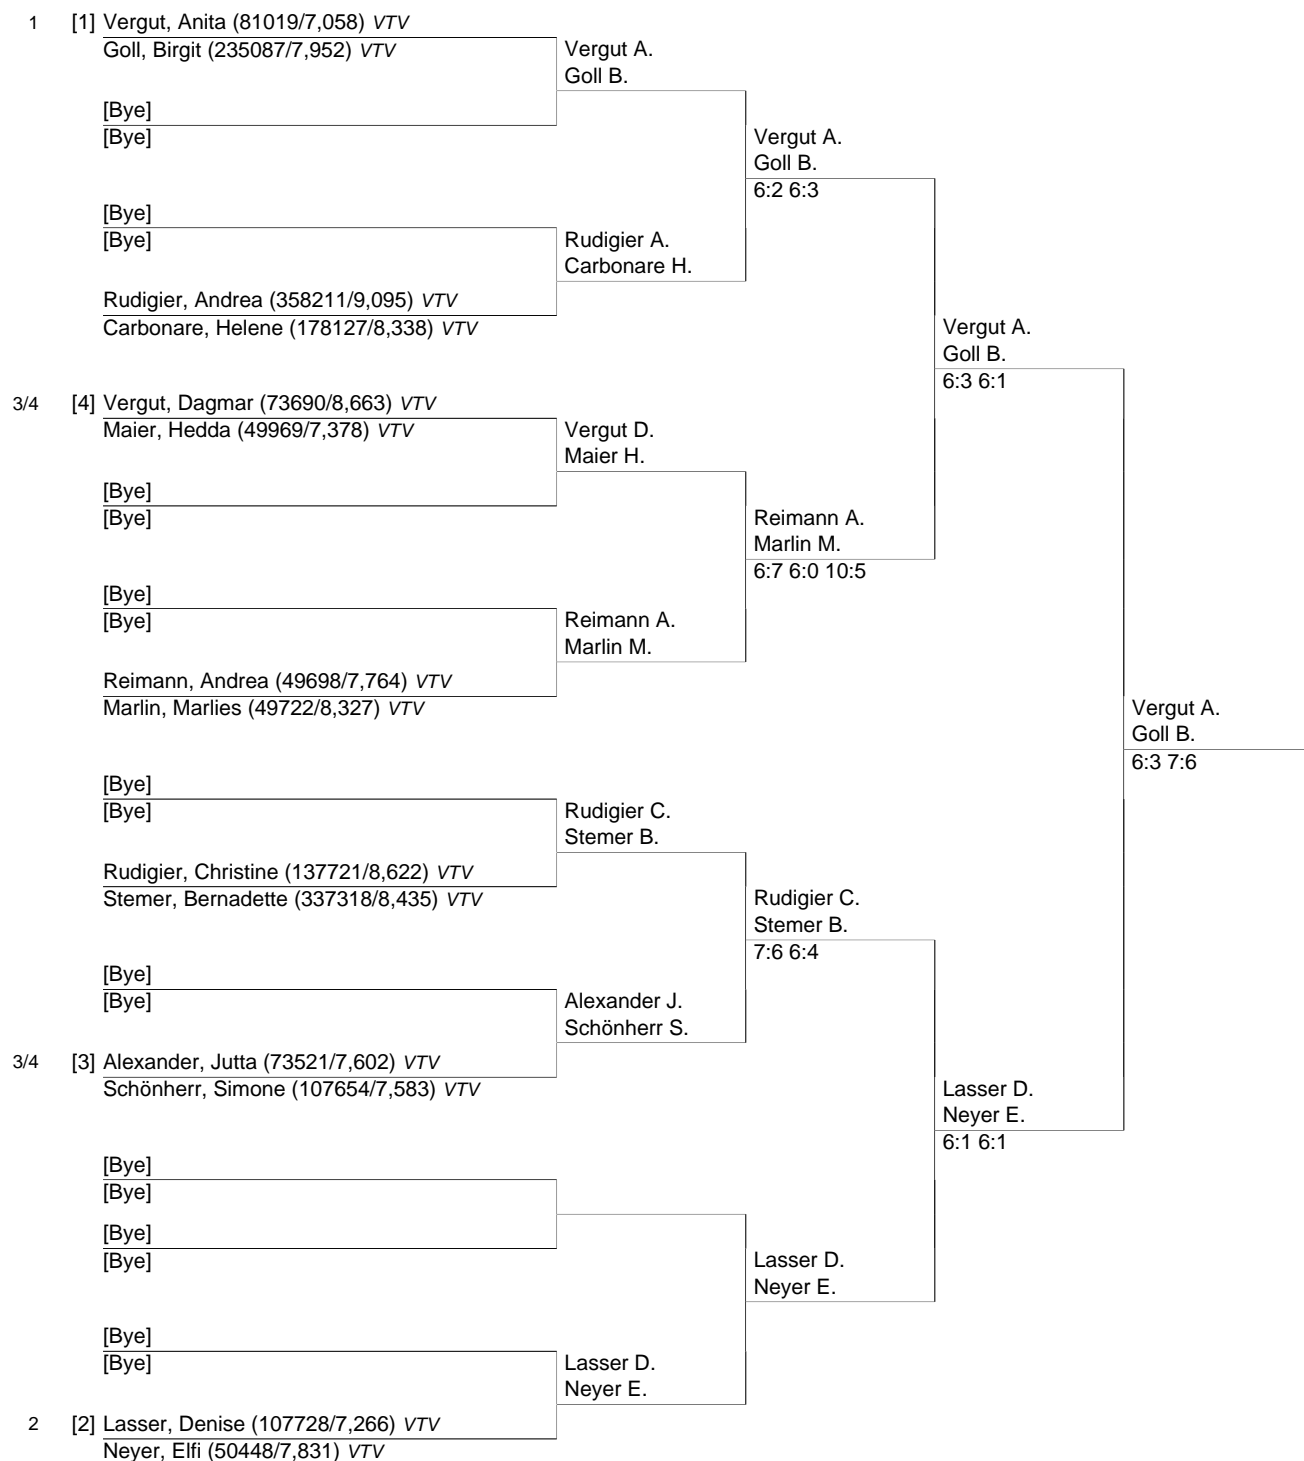 1 [1] Vergut, Anita (81019/7,058) VTV
Goll, Birgit (235087/7,952) VTV
Vergut A.
Goll B.
[Bye]
[Bye]
Vergut A.
Goll B.
6:2 6:3
[Bye]
[Bye]
Rudigier A.
Carbonare H.
Rudigier, Andrea (358211/9,095) VTV
Carbonare, Helene (178127/8,338) VTV
Vergut A.
Goll B.
6:3 6:1
3/4 [4] Vergut, Dagmar (73690/8,663) VTV
Maier, Hedda (49969/7,378) VTV
Vergut D.
Maier H.
[Bye]
[Bye]
Reimann A.
Marlin M.
6:7 6:0 10:5
[Bye]
[Bye]
Reimann A.
Marlin M.
Reimann, Andrea (49698/7,764) VTV
Marlin, Marlies (49722/8,327) VTV
Vergut A.
Goll B.
6:3 7:6
[Bye]
[Bye]
Rudigier C.
Stemer B.
Rudigier, Christine (137721/8,622) VTV
Stemer, Bernadette (337318/8,435) VTV
Rudigier C.
Stemer B.
7:6 6:4
[Bye]
[Bye]
Alexander J.
Schönherr S.
3/4 [3] Alexander, Jutta (73521/7,602) VTV
Schönherr, Simone (107654/7,583) VTV
Lasser D.
Neyer E.
6:1 6:1
[Bye]
[Bye]
[Bye]
[Bye]
Lasser D.
Neyer E.
[Bye]
[Bye]
Lasser D.
Neyer E.
2 [2] Lasser, Denise (107728/7,266) VTV
Neyer, Elfi (50448/7,831) VTV